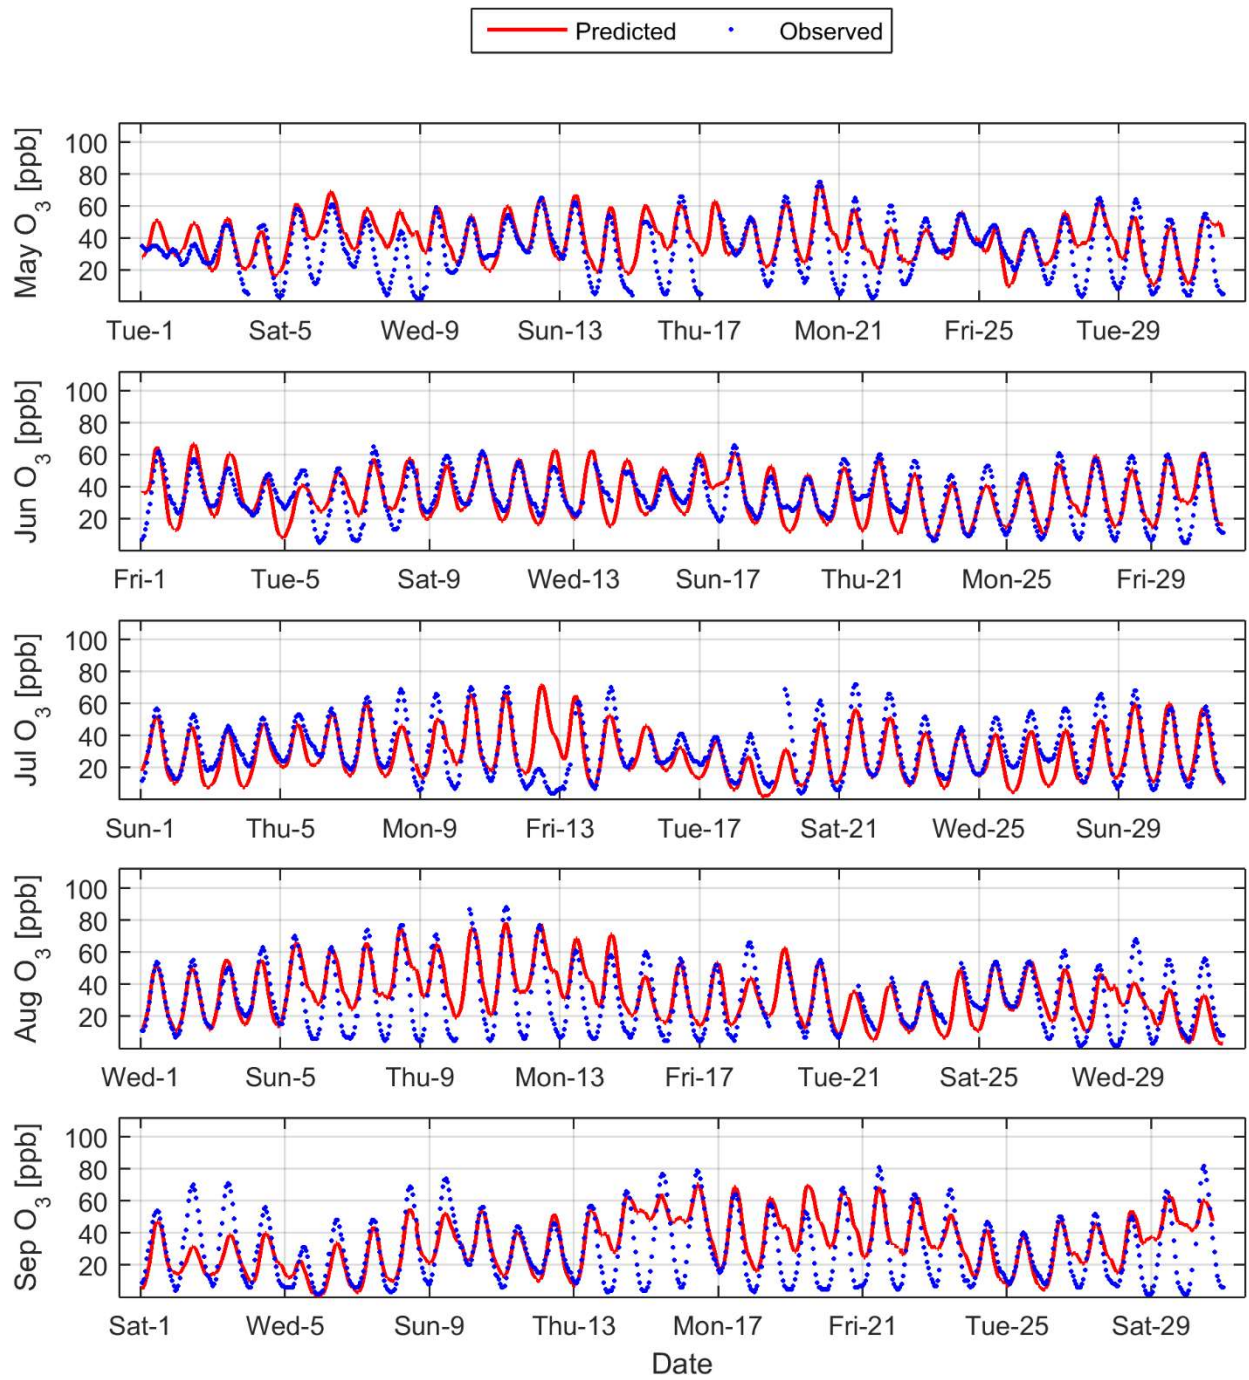 Predicted Observed
May O3 [ppb]
100
80
60
40
20
Tue-1 Sat-5 Wed-9 Sun-13 Thu-17 Mon-21 Fri-25 Tue-29
Jun O3 [ppb]
100
80
60
40
20
Fri-1 Tue-5 Sat-9 Wed-13 Sun-17 Thu-21 Mon-25 Fri-29
Jul O3 [ppb]
100
80
60
40
20
Sun-1 Thu-5 Mon-9 Fri-13 Tue-17 Sat-21 Wed-25 Sun-29
Aug O3 [ppb]
100
80
60
40
20
Wed-1 Sun-5 Thu-9 Mon-13 Fri-17 Tue-21 Sat-25 Wed-29
Sep O3 [ppb]
100
80
60
40
20
Sat-1 Wed-5 Sun-9 Thu-13 Mon-17 Fri-21 Tue-25 Sat-29
Date